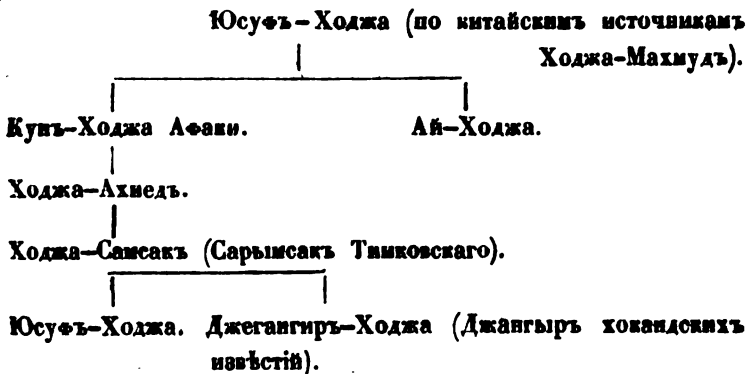 Юсуфъ–Ходжа (по китайскимъ источникамъ
Ходжа–Махмудъ).
Кунъ–Ходжа Афаки. Ай–Ходжа.
Ходжа–Ахмедъ.
Ходжа–Самсакъ (Сарымсакъ Тимковскаго).
Юсуфъ–Ходжа. Джегангиръ–Ходжа (Джангыръ хокандскихъ
извѣстій).